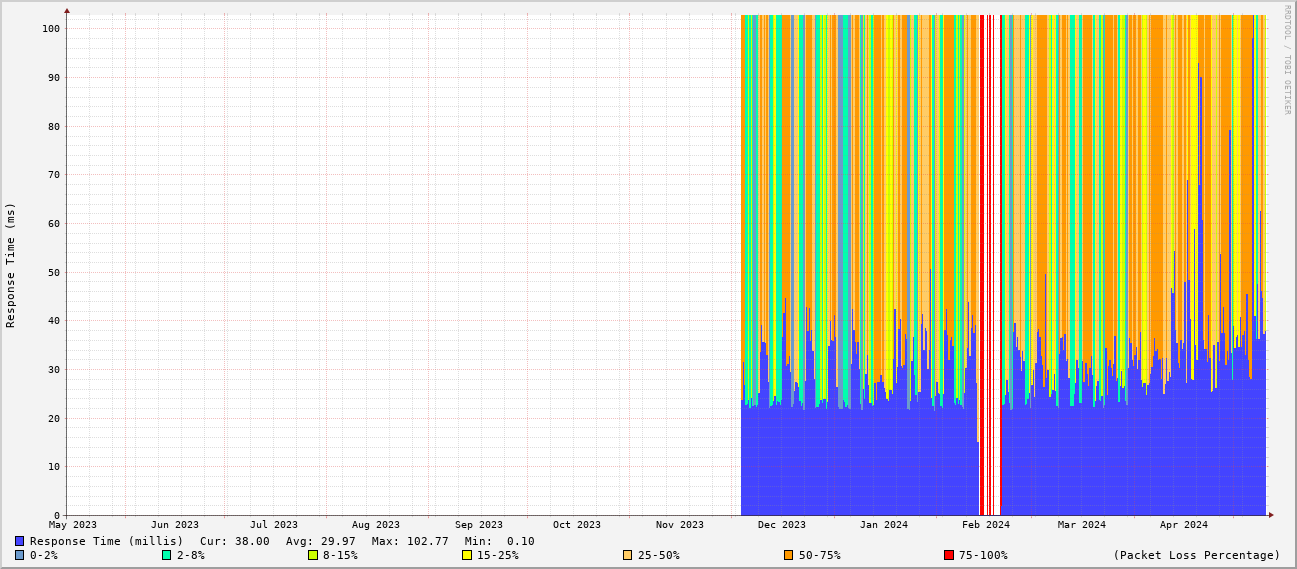 RRDTOOL / TOBI OETIKER
Response Time (ms)
100
90
80
70
60
50
40
30
20
10
0
May 2023 Jun 2023 Jul 2023 Aug 2023 Sep 2023 Oct 2023 Nov 2023 Dec 2023 Jan 2024 Feb 2024 Mar 2024 Apr 2024
Response Time (millis) Cur: 38.00 Avg: 29.97 Max: 102.77 Min: 0.10
0-2% 2-8% 8-15% 15-25% 25-50% 50-75% 75-100% (Packet Loss Percentage)